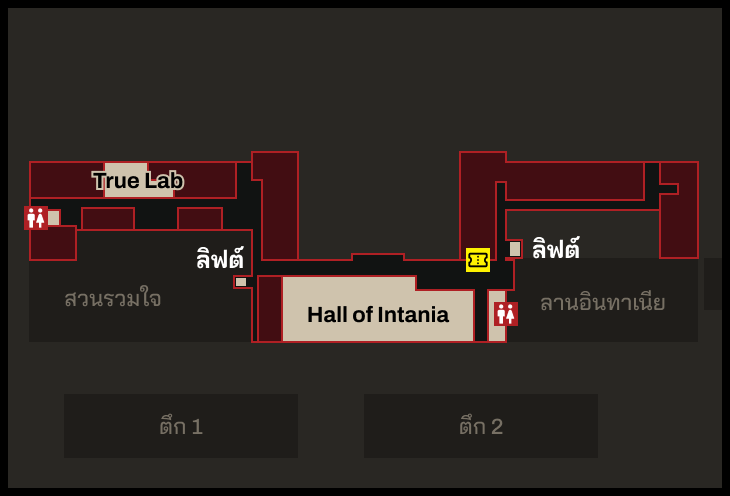 True Lab
ลิฟต์
ลิฟต์
สวนรวมใจ
Hall of Intania
ลานอินทาเนีย
ตึก 1
ตึก 2